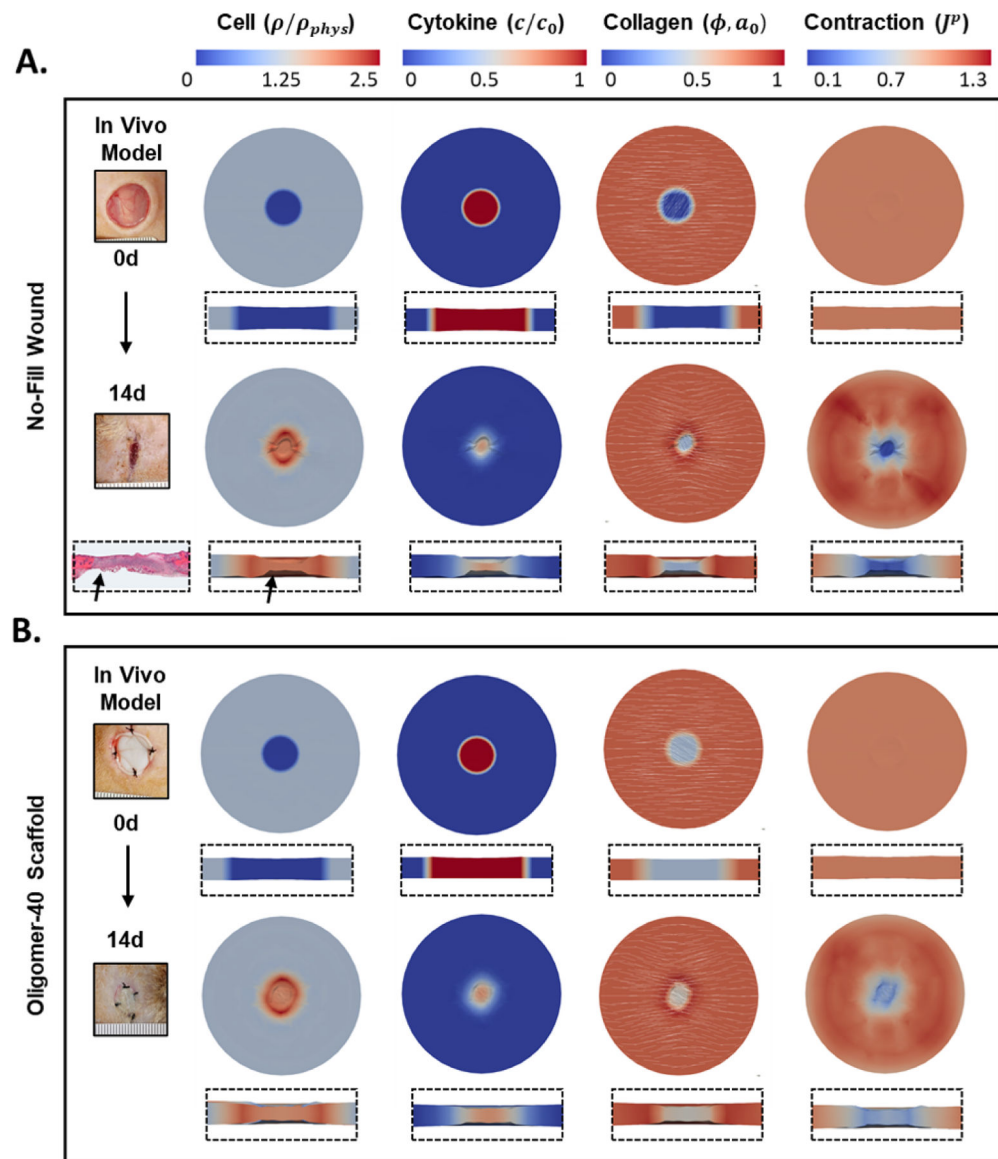 Cell (ρ/ρ_phys) Cytokine (c/c₀) Collagen (ϕ, a₀) Contraction (Jᵖ)
A.
0 1.25 2.5 0 0.5 1 0 0.5 1 0.1 0.7 1.3
No-Fill Wound
In Vivo
Model
0d
14d
B.
Oligomer-40 Scaffold
In Vivo
Model
0d
14d